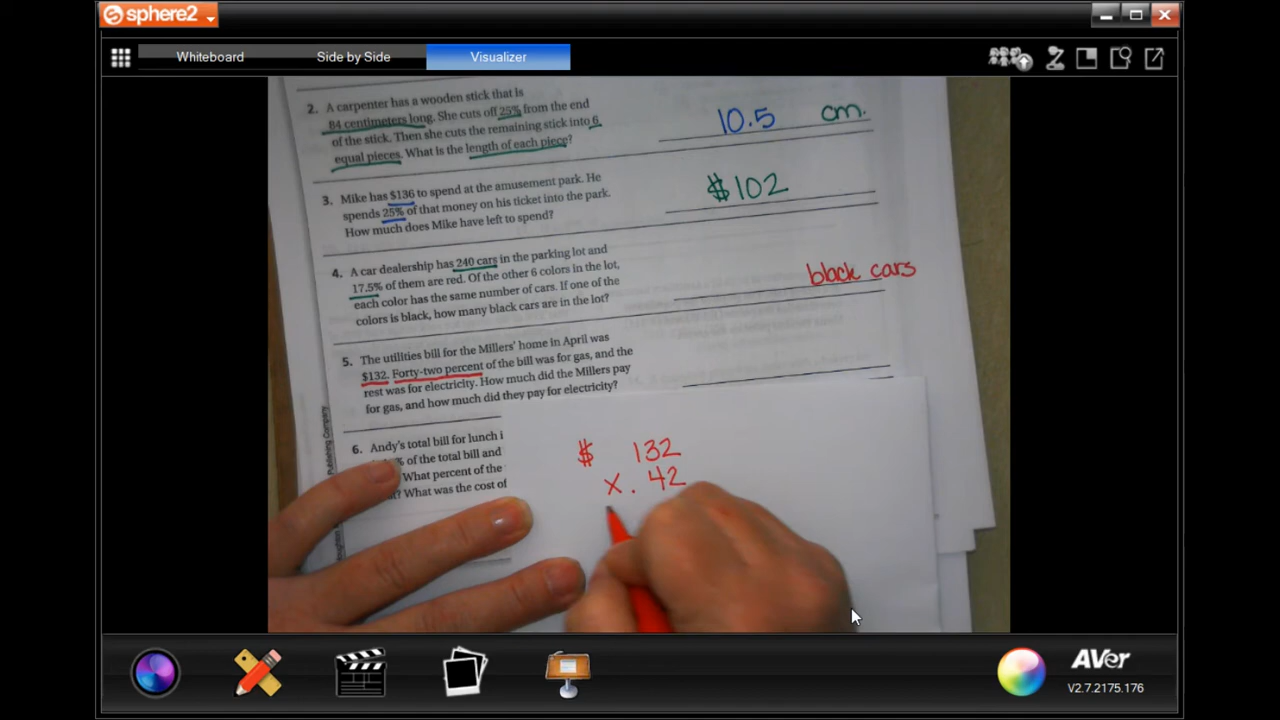 sphere2
Whiteboard
Side by Side
Visualizer
2. A carpenter has a wooden stick that is
84 centimeters long. She cuts off 25% from the end
of the stick. Then she cuts the remaining stick into 6
equal pieces. What is the length of each piece?
10.5 cm.
3. Mike has $136 to spend at the amusement park. He
spends 25% of that money on his ticket into the park.
How much does Mike have left to spend?
$102
4. A car dealership has 240 cars in the parking lot and
17.5% of them are red. Of the other 6 colors in the lot,
each color has the same number of cars. If one of the
colors is black, how many black cars are in the lot?
black cars
5. The utilities bill for the Millers' home in April was
$132. Forty-two percent of the bill was for gas, and the
rest was for electricity. How much did the Millers pay
for gas, and how much did they pay for electricity?
6. Andy's total bill for lunch i
% of the total bill and
What percent of the
What was the cost of
Publishing Company
$ 132
x . 42
AVer
V2.7.2175.176